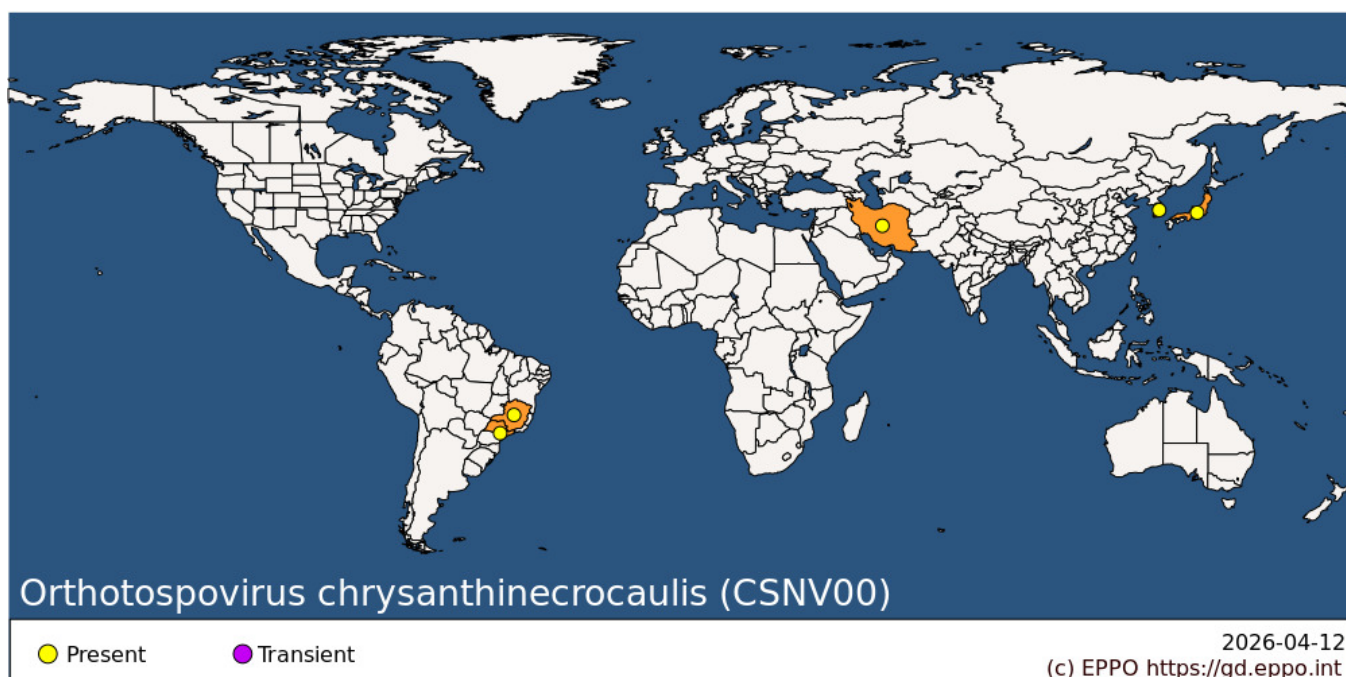 Orthotospovirus chrysanthinecrocaulis (CSNV00)
Present
Transient
2026-04-12
(c) EPPO https://gd.eppo.int